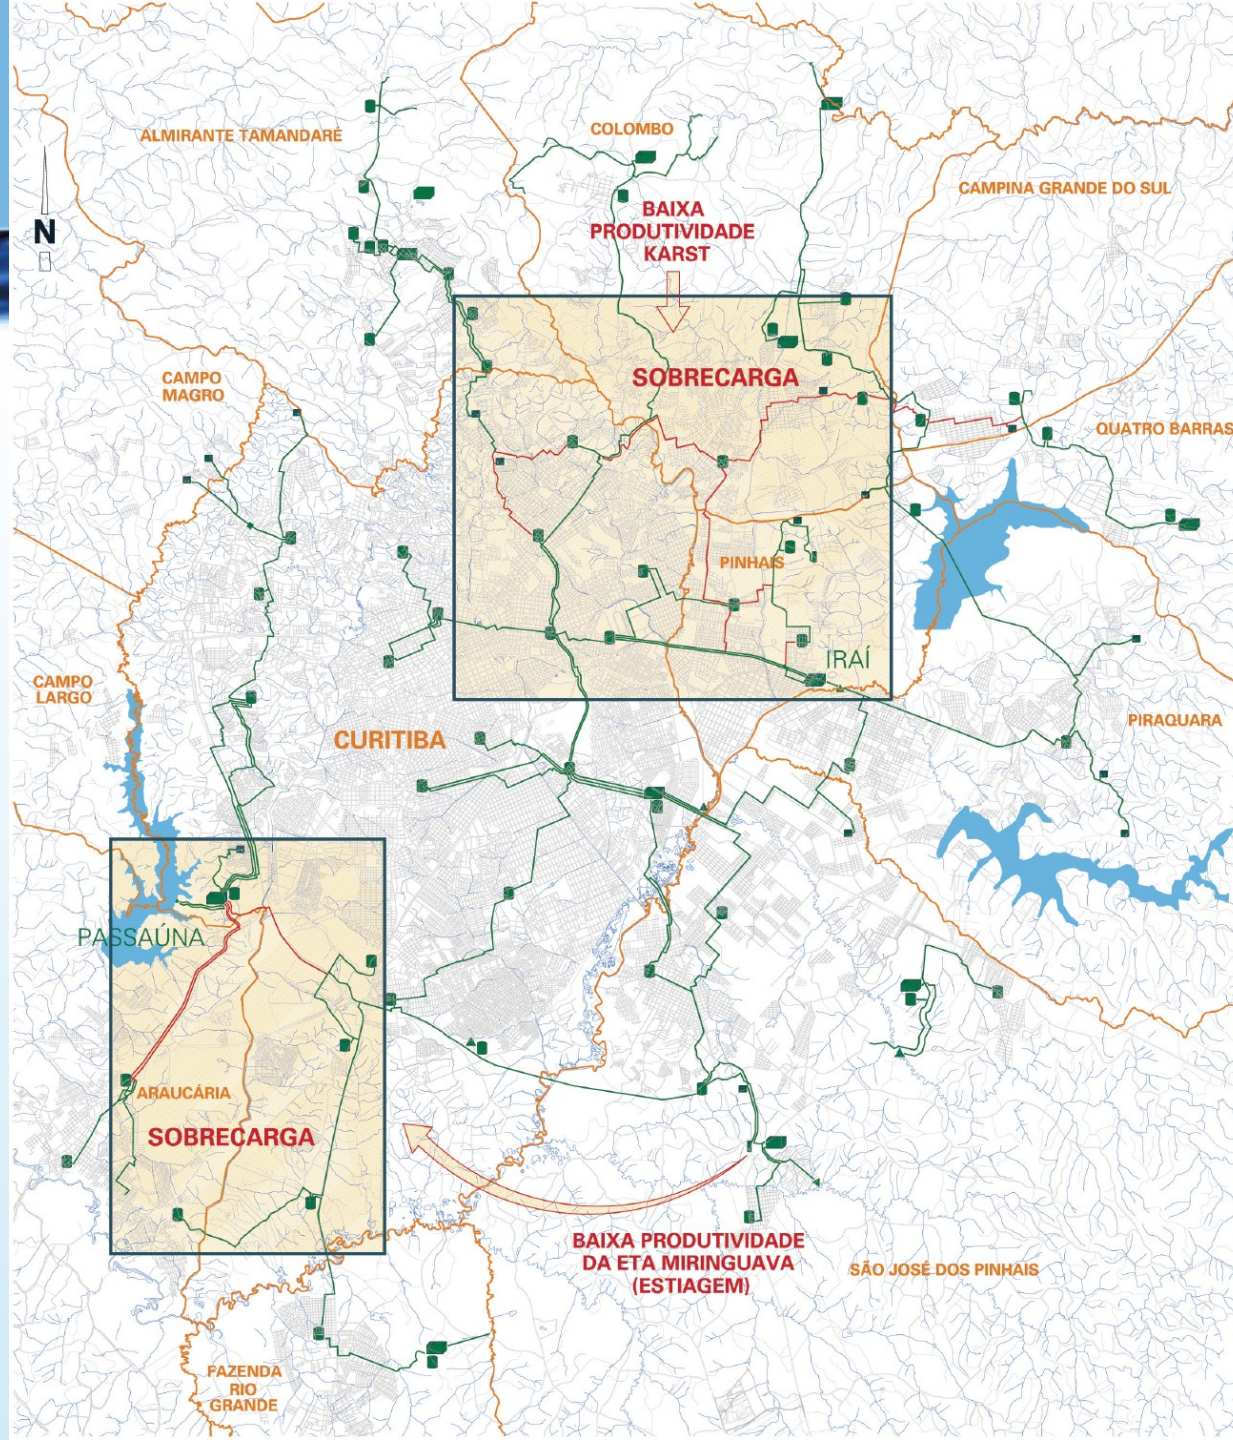 COLOMBO
ALMIRANTE TAMANDARÉ
CAMPINA GRANDE DO SUL
N
BAIXA
PRODUTIVIDADE
KARST
CAMPO
MAGRO
SOBRECARGA
QUATRO BARRAS
PINHAIS
IRAÍ
CAMPO
LARGO
PIRAQUARA
CURITIBA
PASSAÚNA
ARAUCÁRIA
SOBRECARGA
BAIXA PRODUTIVIDADE
DA ETA MIRINGUAVA
(ESTIAGEM)
SÃO JOSÉ DOS PINHAIS
FAZENDA
RIO
GRANDE